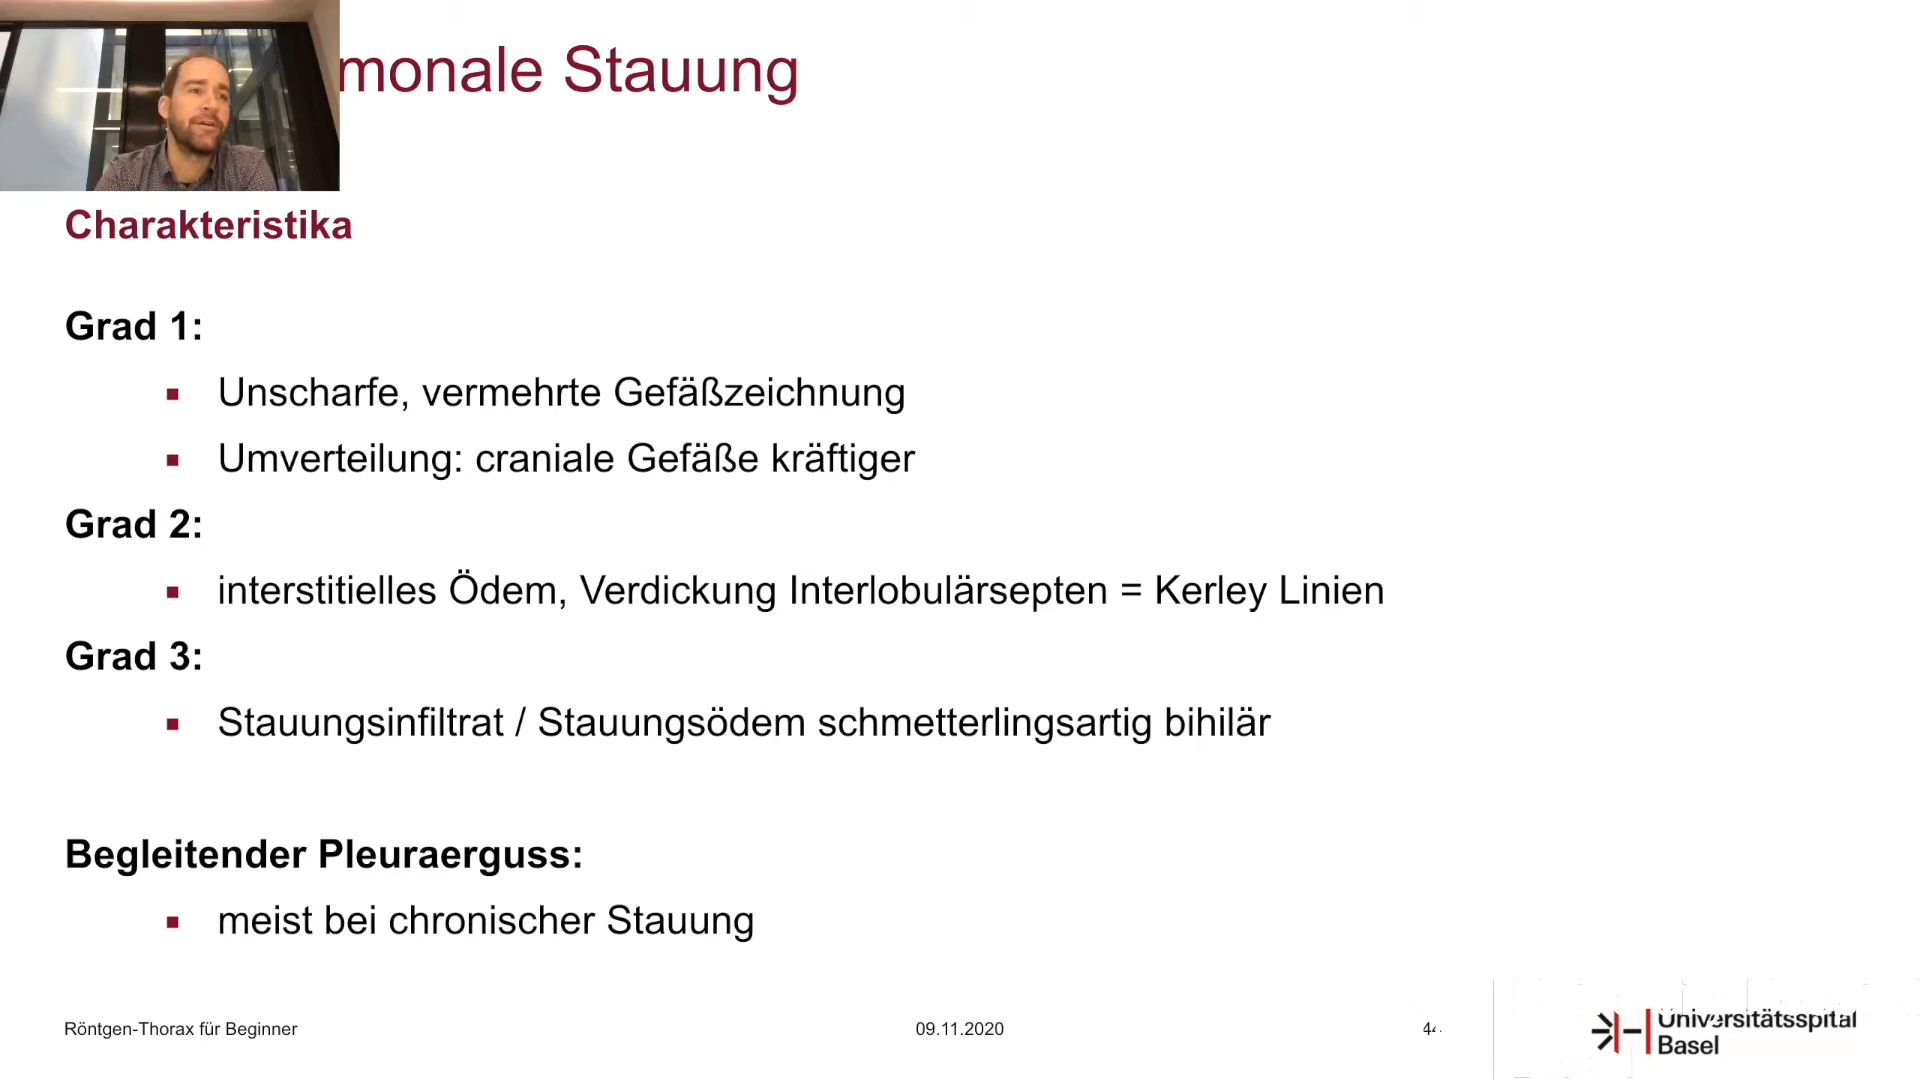 monale Stauung
Charakteristika
Grad 1:
Unscharfe, vermehrte Gefäßzeichnung
Umverteilung: craniale Gefäße kräftiger
Grad 2:
interstitielles Ödem, Verdickung Interlobulärsepten = Kerley Linien
Grad 3:
Stauungsinfiltrat / Stauungsödem schmetterlingsartig bihilär
Begleitender Pleuraerguss:
meist bei chronischer Stauung
Röntgen-Thorax für Beginner
09.11.2020
Universitätsspital
Basel